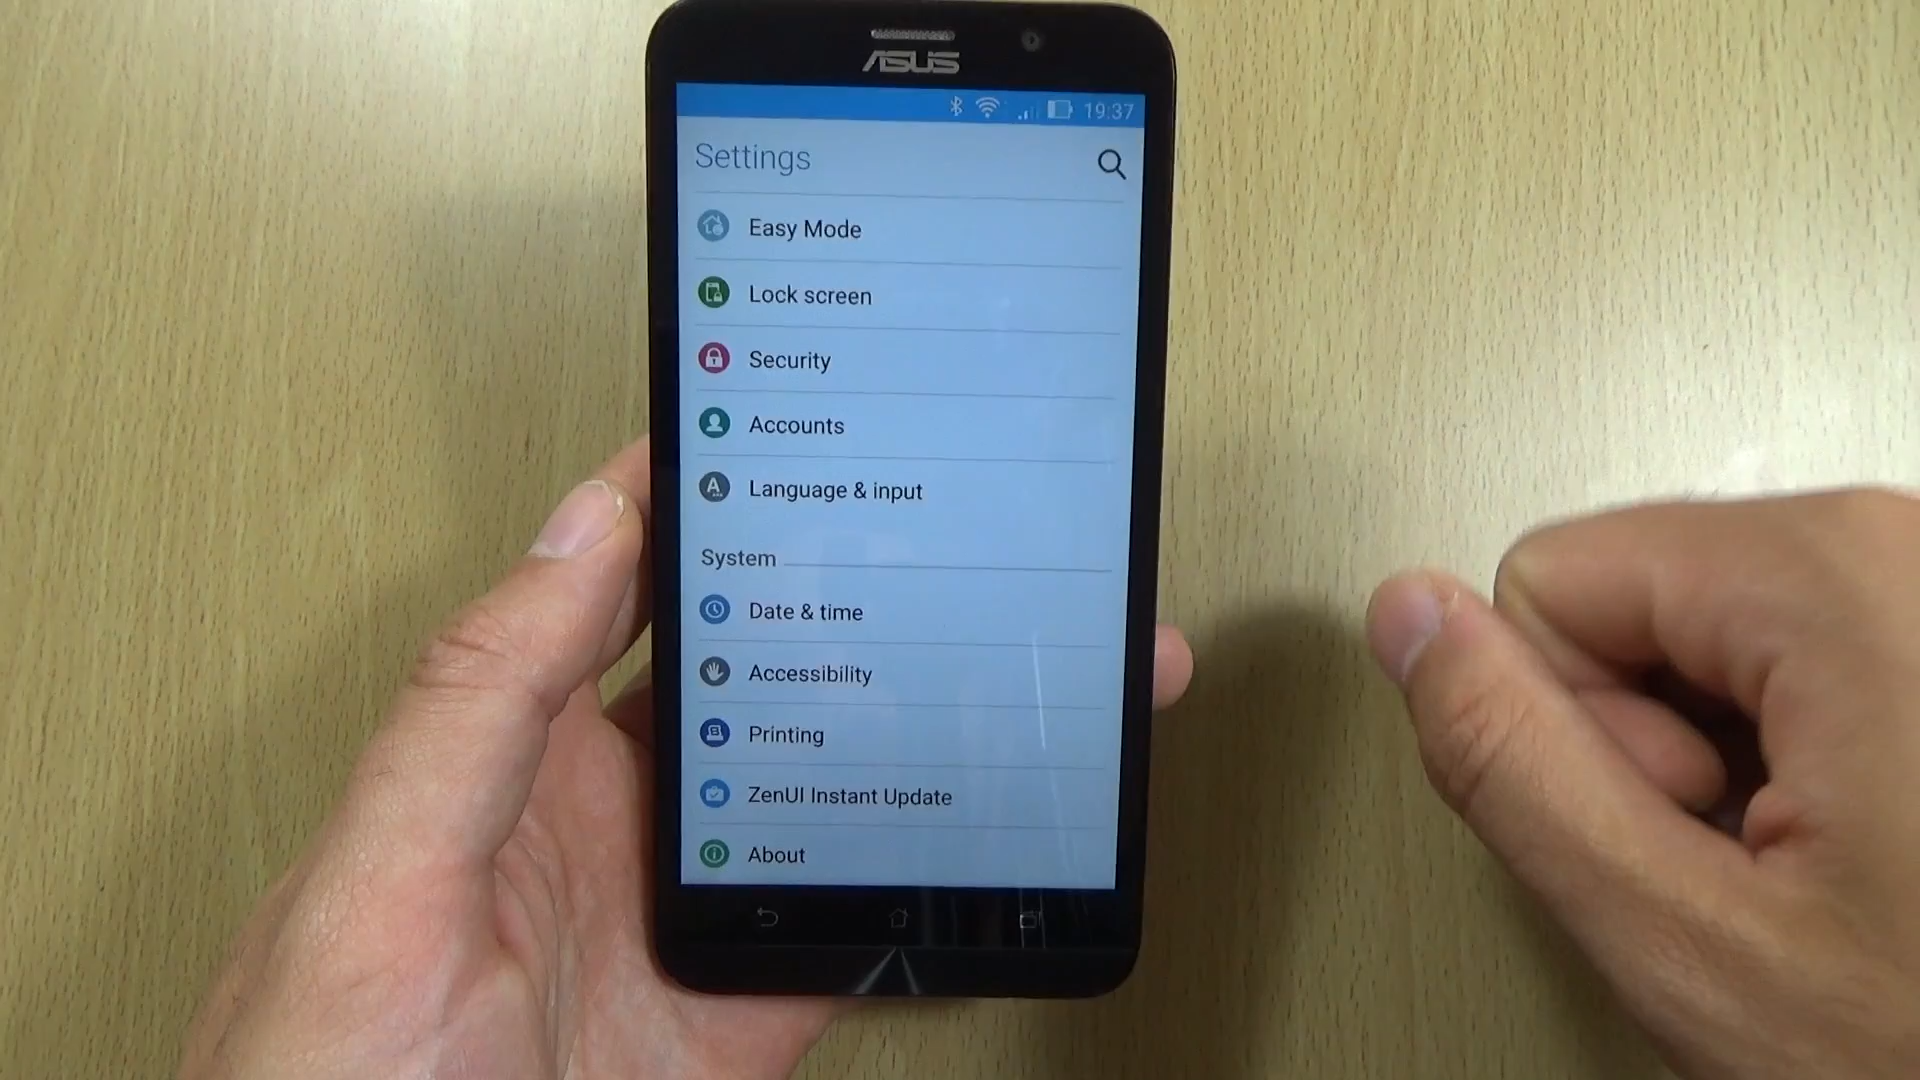 ASUS
19:37
Settings
Easy Mode
Lock screen
Security
Accounts
Language & input
System
Date & time
Accessibility
Printing
ZenUI Instant Update
About